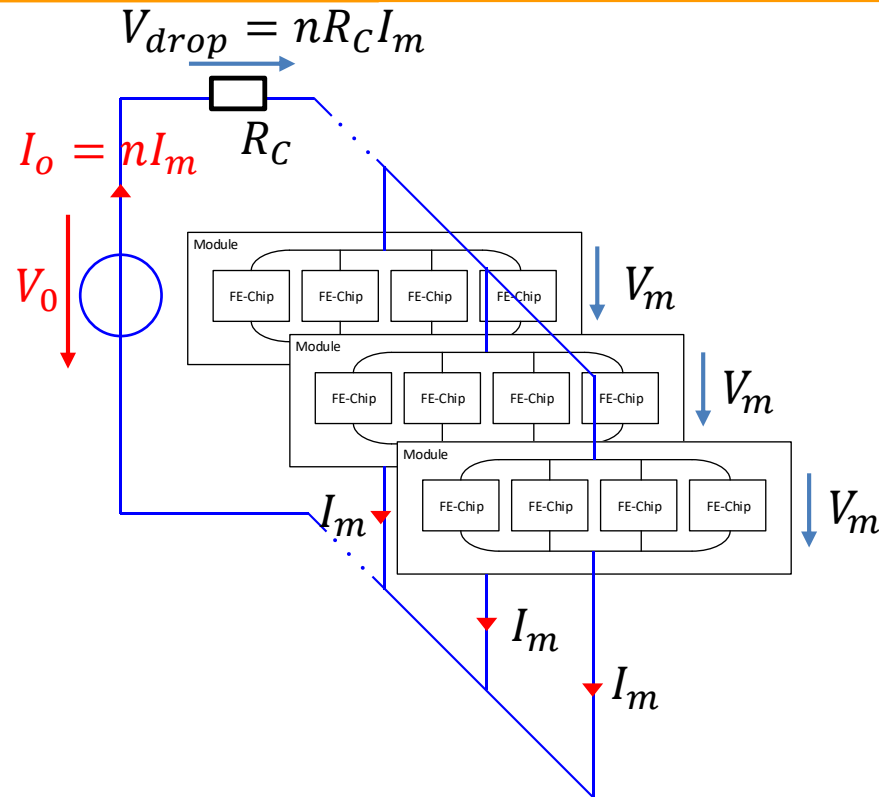 V_{drop} = nR_C I_m
R_C
I_o = nI_m
V_0
Module
FE-Chip FE-Chip FE-Chip FE-Chip
V_m
Module
FE-Chip FE-Chip FE-Chip FE-Chip
V_m
Module
FE-Chip FE-Chip FE-Chip FE-Chip
V_m
I_m
I_m
I_m